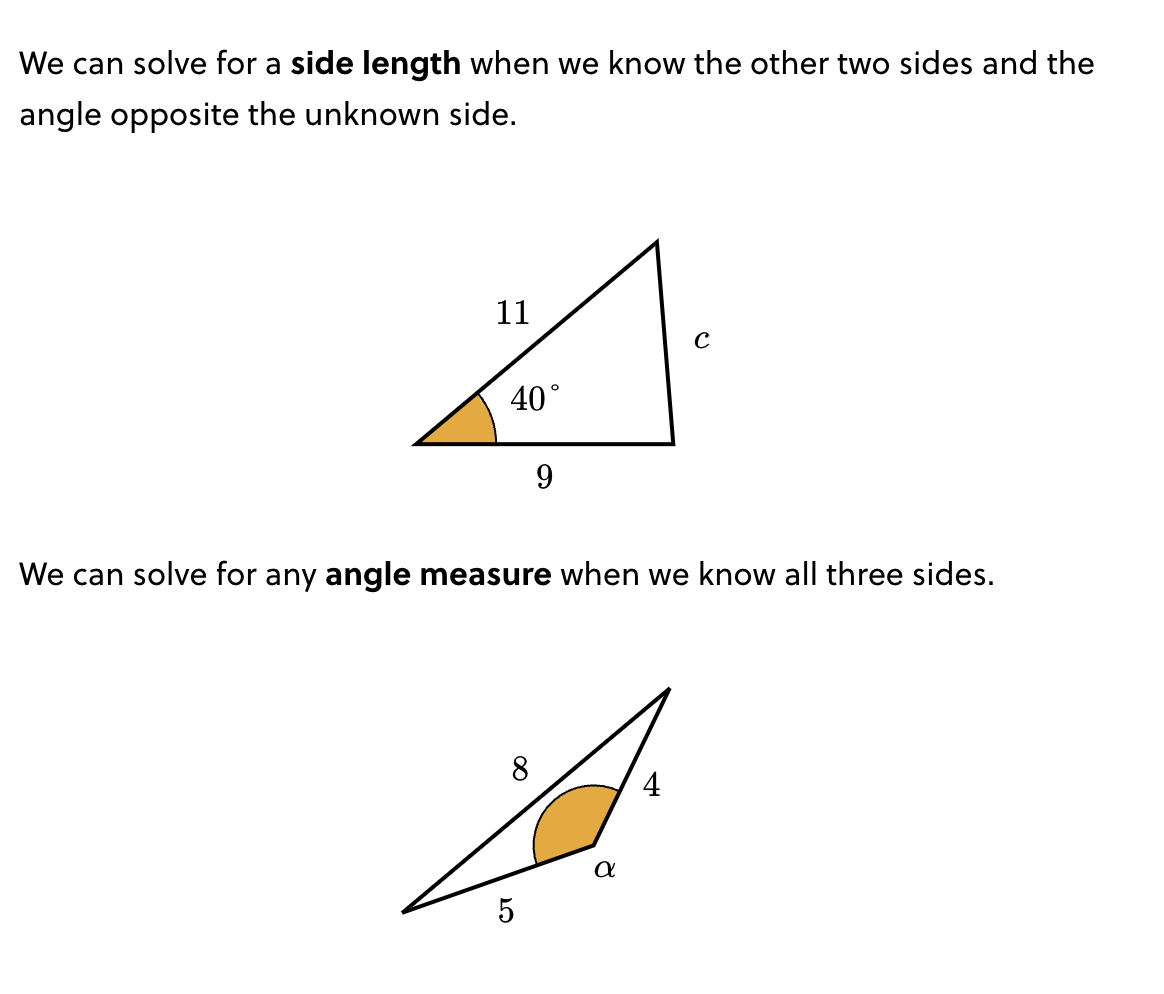 We can solve for a side length when we know the other two sides and the
angle opposite the unknown side.
11
c
40°
9
We can solve for any angle measure when we know all three sides.
8
4
α
5